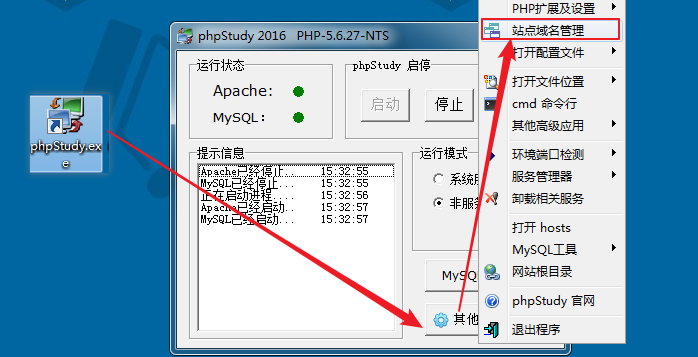 phpStudy.ex
e
phpStudy 2016 PHP-5.6.27-NTS
运行状态
Apache:
MySQL:
phpStudy 启停
启动
停止
提示信息
Apache已经停止... 15:32:55
MySQL已经停止... 15:32:55
正在启动进程.... 15:32:56
Apache已经启动.. 15:32:57
MySQL已经启动... 15:32:57
运行模式
系统服
非服务
MySQ
其他
PHP扩展及设置
站点域名管理
打开配置文件
打开文件位置
cmd 命令行
其他高级应用
环境端口检测
服务管理器
卸载相关服务
打开 hosts
MySQL工具
网站根目录
phpStudy 官网
退出程序